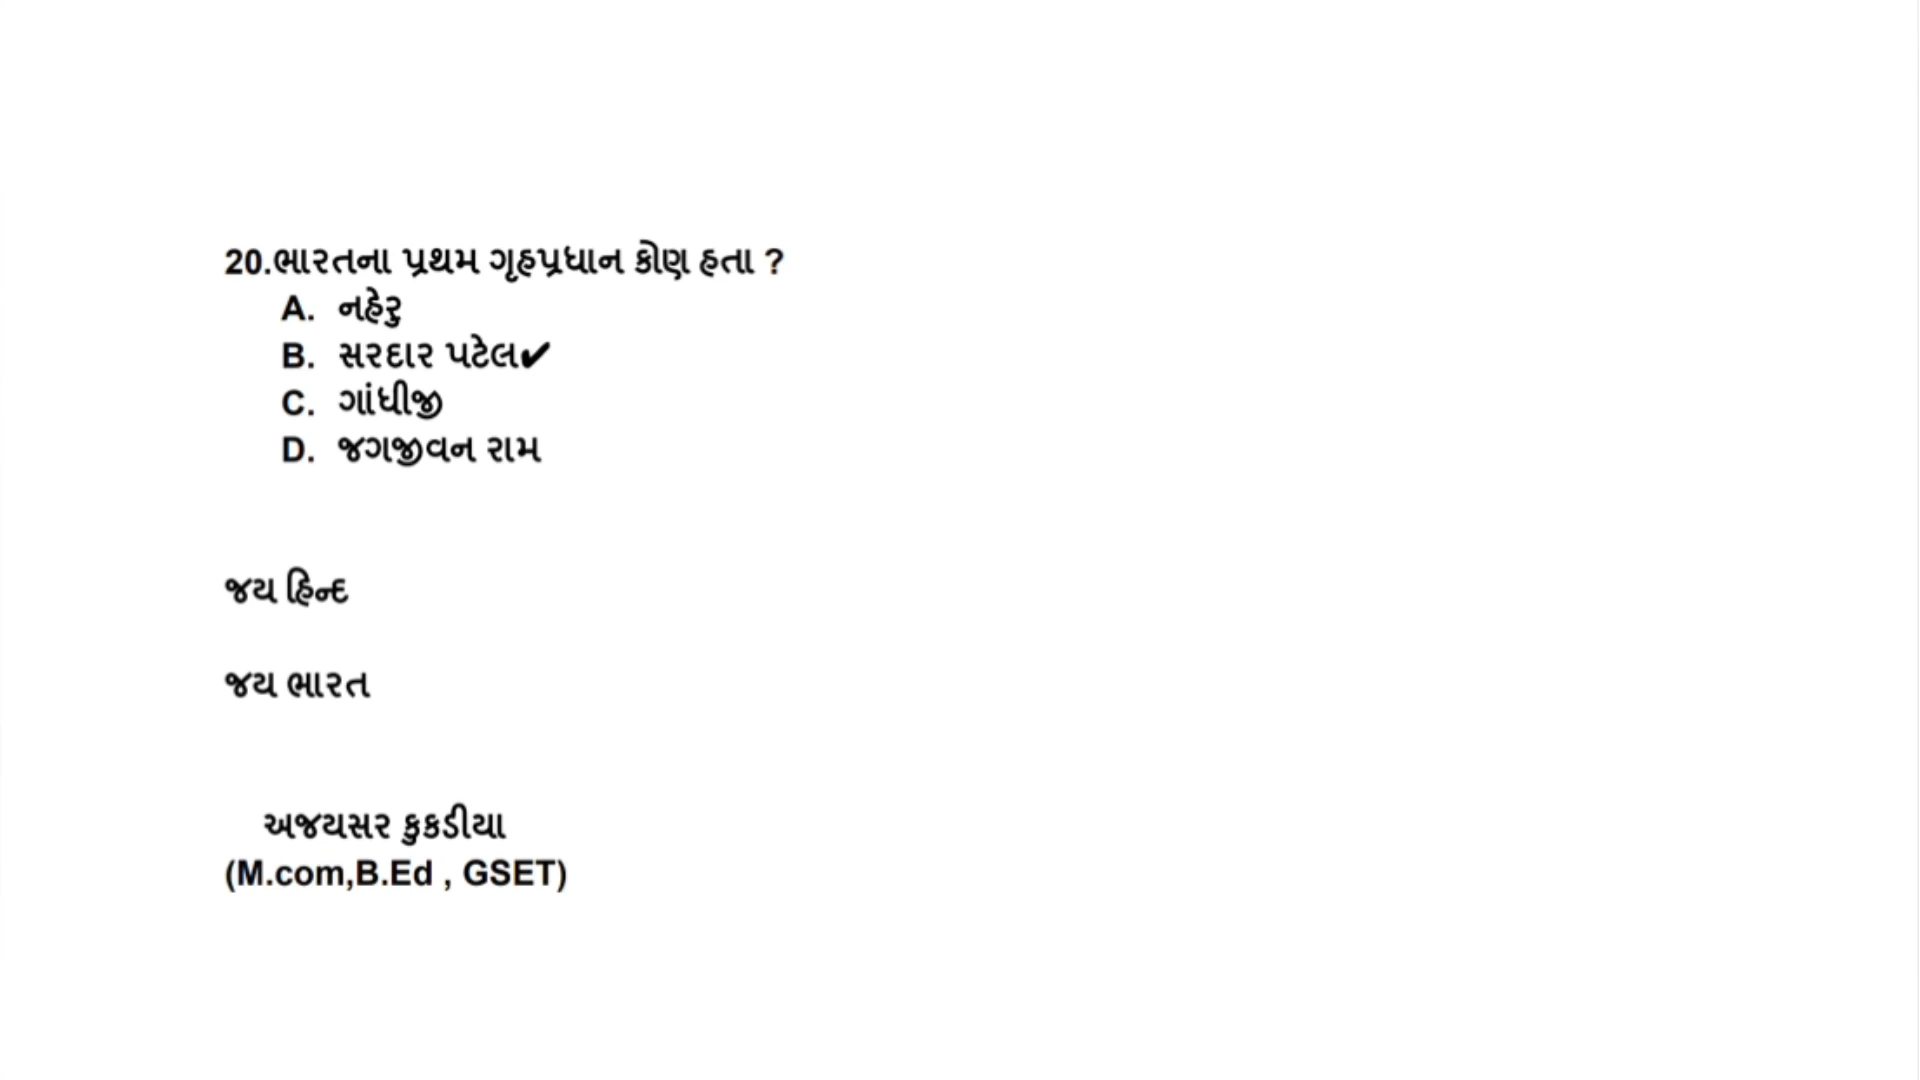 20.ભારતના પ્રથમ ગૃહપ્રધાન કોણ હતા ?
A. નહેરુ
B. સરદાર પટેલ✔
C. ગાંધીજી
D. જગજીવન રામ
જય હિન્દ
જય ભારત
અજયસર કુકડીયા
(M.com,B.Ed , GSET)